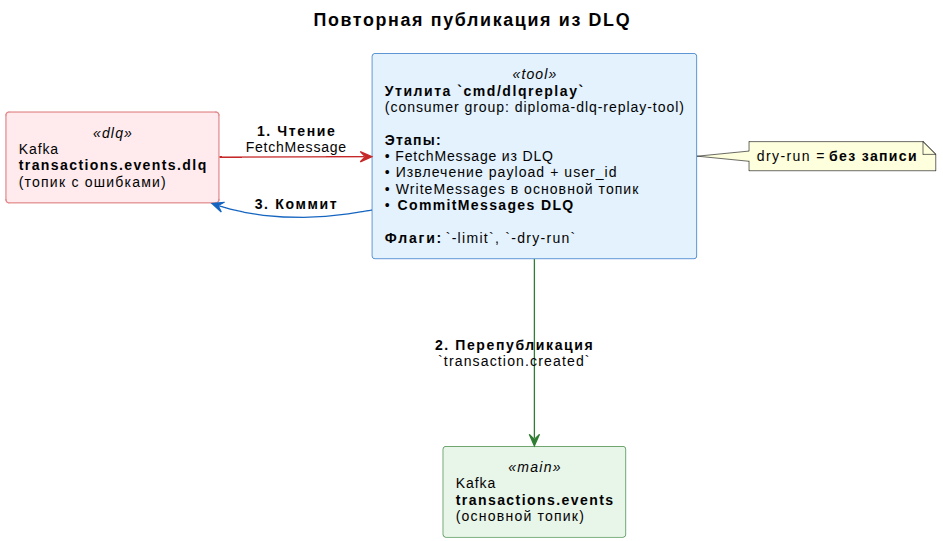 Повторная публикация из DLQ
«dlq»
Kafka
transactions.events.dlq
(топик с ошибками)
1. Чтение
FetchMessage
3. Коммит
«tool»
Утилита `cmd/dlqreplay`
(consumer group: diploma-dlq-replay-tool)
Этапы:
• FetchMessage из DLQ
• Извлечение payload + user_id
• WriteMessages в основной топик
• CommitMessages DLQ
Флаги: `-limit`, `-dry-run`
dry-run = без записи
2. Перепубликация
`transaction.created`
«main»
Kafka
transactions.events
(основной топик)